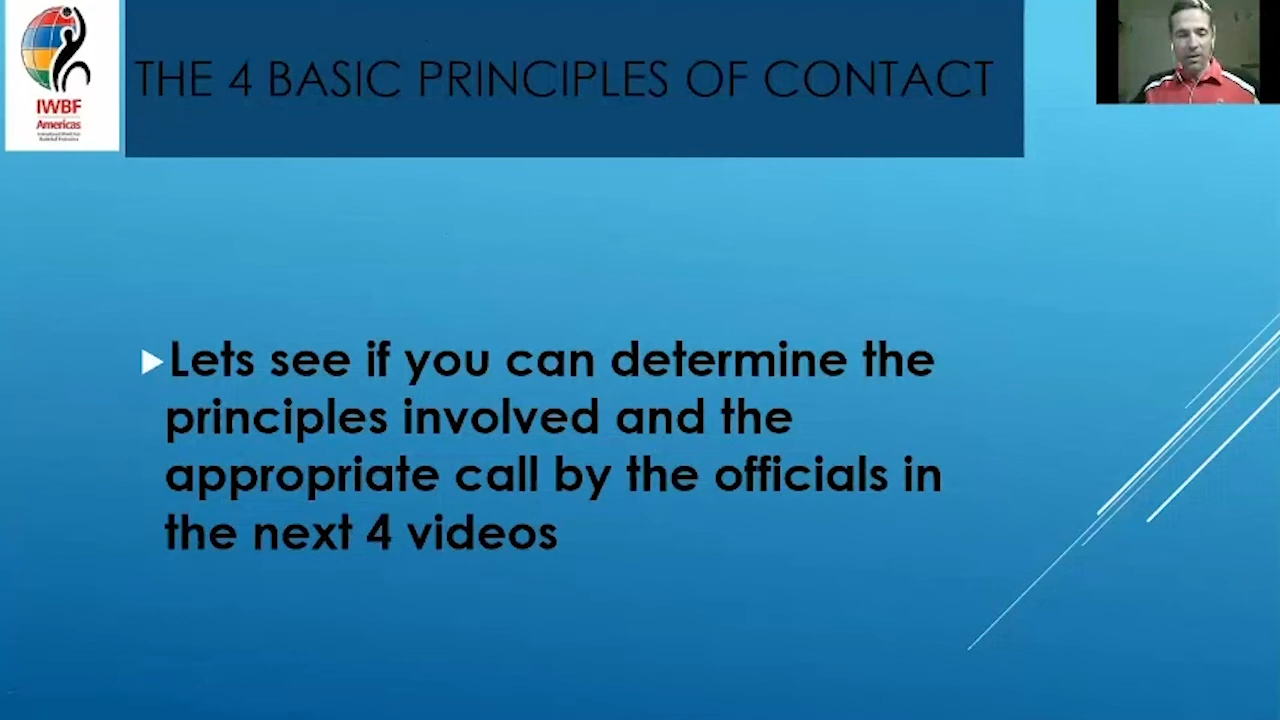 THE 4 BASIC PRINCIPLES OF CONTACT
IWBF
Americas
Lets see if you can determine the
principles involved and the
appropriate call by the officials in
the next 4 videos